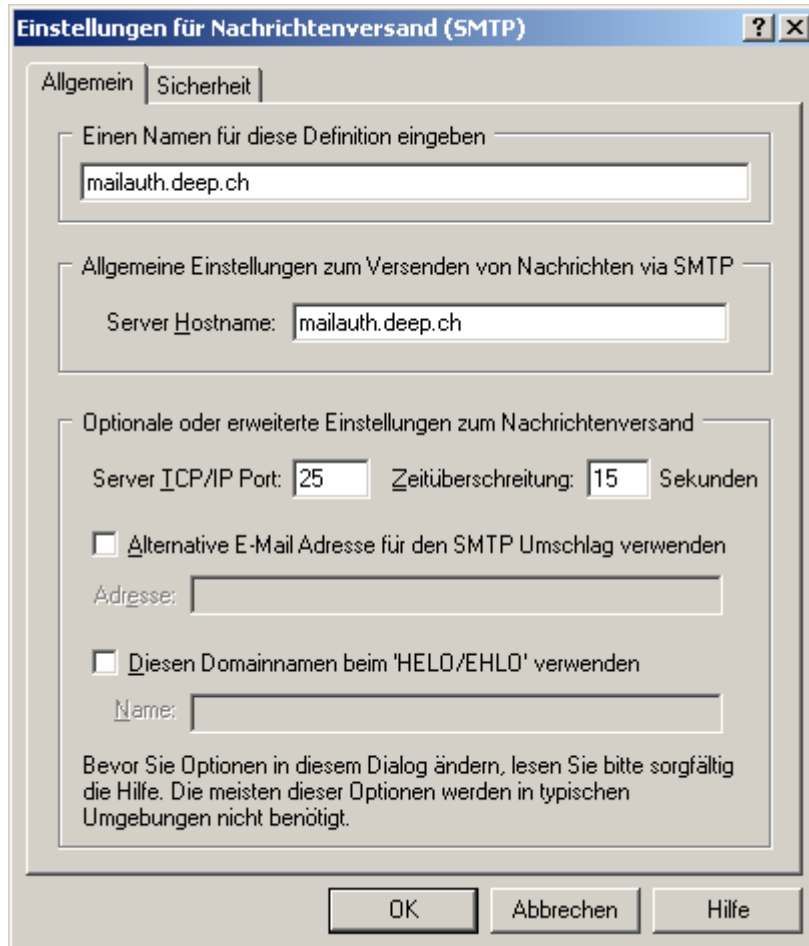 Einstellungen für Nachrichtenversand (SMTP)
Allgemein
Sicherheit
Einen Namen für diese Definition eingeben
mailauth.deep.ch
Allgemeine Einstellungen zum Versenden von Nachrichten via SMTP
Server Hostname: mailauth.deep.ch
Optionale oder erweiterte Einstellungen zum Nachrichtenversand
Server TCP/IP Port: 25 Zeitüberschreitung: 15 Sekunden
Alternative E-Mail Adresse für den SMTP Umschlag verwenden
Adresse:
Diesen Domainnamen beim 'HELO/EHLO' verwenden
Name:
Bevor Sie Optionen in diesem Dialog ändern, lesen Sie bitte sorgfältig
die Hilfe. Die meisten dieser Optionen werden in typischen
Umgebungen nicht benötigt.
OK Abbrechen Hilfe